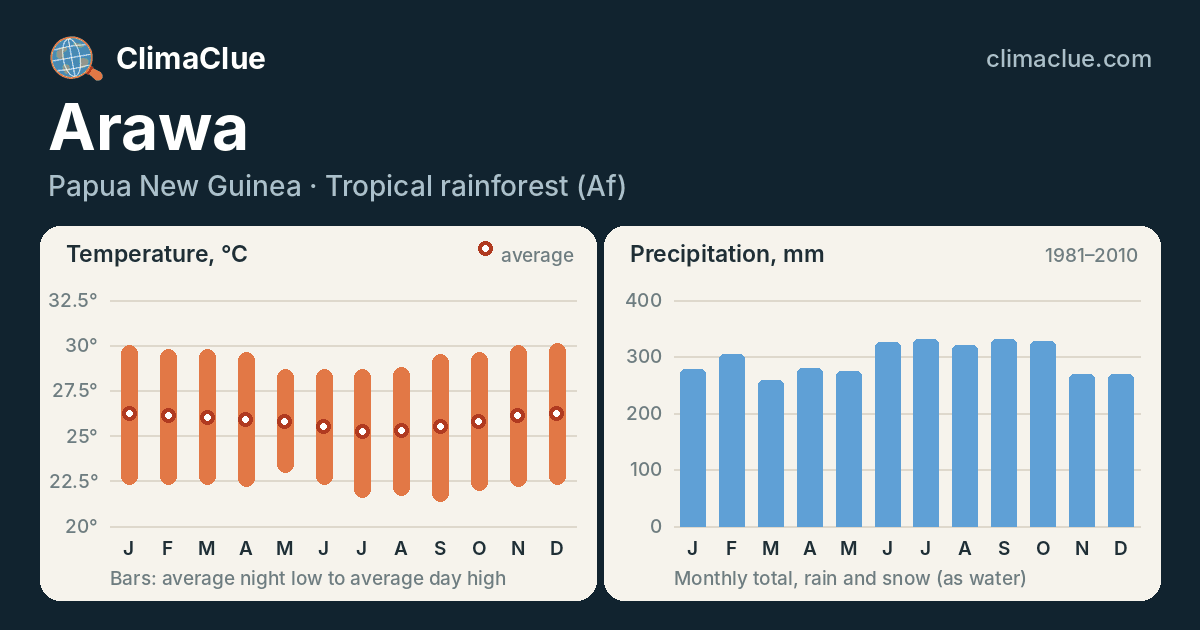 ClimaClue
climaclue.com
Arawa
Papua New Guinea · Tropical rainforest (Af)
Temperature, °C
average
32.5°
30°
27.5°
25°
22.5°
20°
J F M A M J J A S O N D
Bars: average night low to average day high
Precipitation, mm
1981–2010
400
300
200
100
0
J F M A M J J A S O N D
Monthly total, rain and snow (as water)